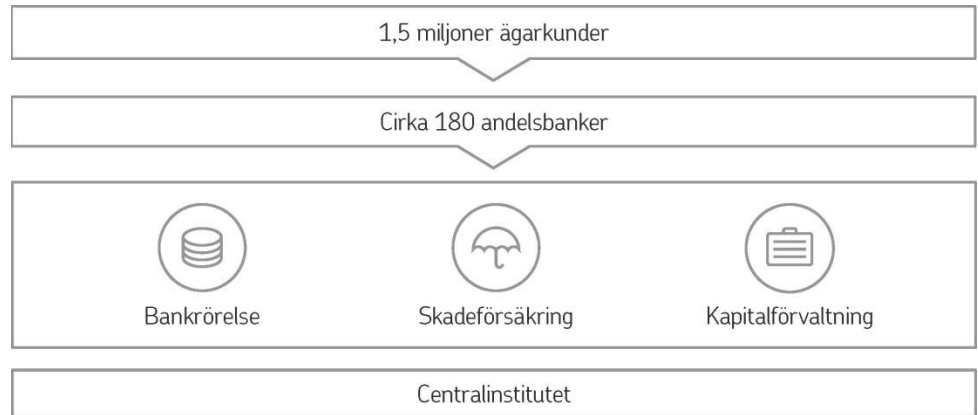 1,5 miljoner ägarkunder
Cirka 180 andelsbanker
Bankrörelse
Skadeförsäkring
Kapitalförvaltning
Centralinstitutet